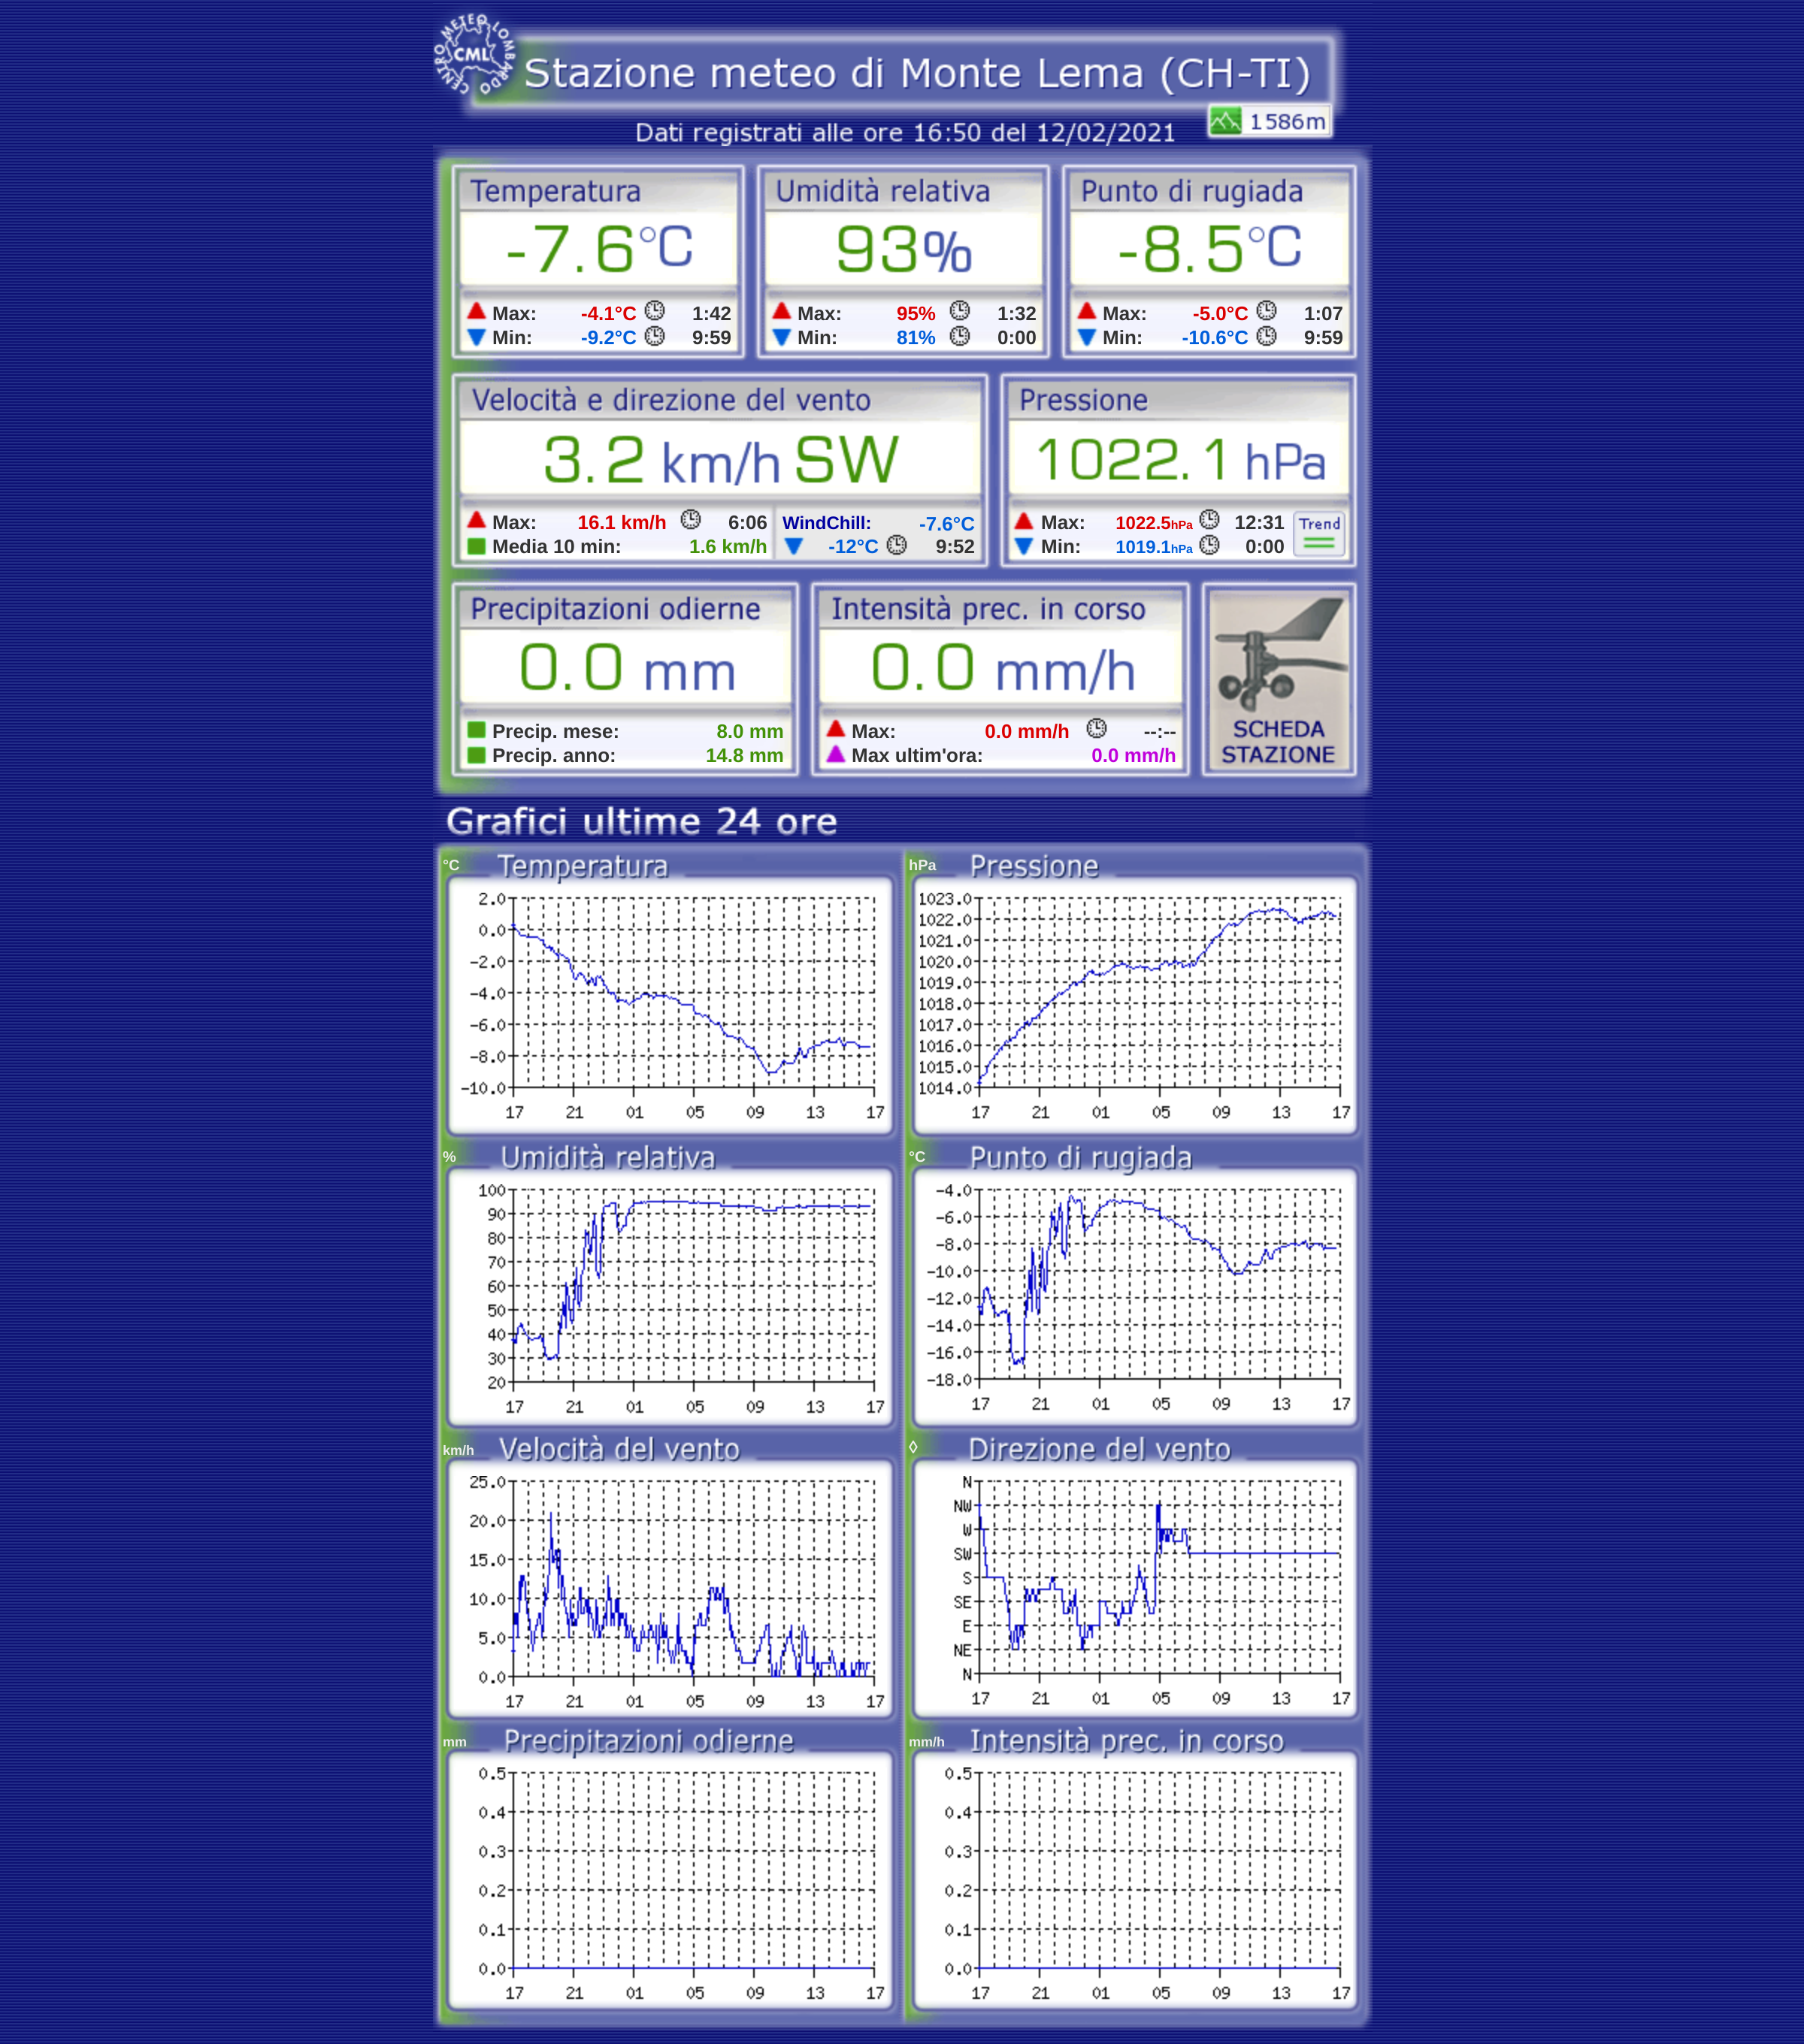 CENTRO METEO LOMBARDO
CML
Stazione meteo di Monte Lema (CH-TI)
1586m
Dati registrati alle ore 16:50 del 12/02/2021
Temperatura
-7.6°C
Max: -4.1°C 1:42
Min: -9.2°C 9:59
Umidità relativa
93%
Max: 95% 1:32
Min: 81% 0:00
Punto di rugiada
-8.5°C
Max: -5.0°C 1:07
Min: -10.6°C 9:59
Velocità e direzione del vento
3.2 km/h SW
Max: 16.1 km/h 6:06
Media 10 min: 1.6 km/h
WindChill: -7.6°C
-12°C 9:52
Pressione
1022.1 hPa
Max: 1022.5hPa 12:31
Min: 1019.1hPa 0:00
Trend
Precipitazioni odierne
0.0 mm
Precip. mese: 8.0 mm
Precip. anno: 14.8 mm
Intensità prec. in corso
0.0 mm/h
Max: 0.0 mm/h --:--
Max ultim'ora: 0.0 mm/h
SCHEDA
STAZIONE
Grafici ultime 24 ore
°C Temperatura
2.0
0.0
-2.0
-4.0
-6.0
-8.0
-10.0
17 21 01 05 09 13 17
hPa Pressione
1023.0
1022.0
1021.0
1020.0
1019.0
1018.0
1017.0
1016.0
1015.0
1014.0
17 21 01 05 09 13 17
% Umidità relativa
100
90
80
70
60
50
40
30
20
17 21 01 05 09 13 17
°C Punto di rugiada
-4.0
-6.0
-8.0
-10.0
-12.0
-14.0
-16.0
-18.0
17 21 01 05 09 13 17
km/h Velocità del vento
25.0
20.0
15.0
10.0
5.0
0.0
17 21 01 05 09 13 17
◊ Direzione del vento
N
NW
W
SW
S
SE
E
NE
N
17 21 01 05 09 13 17
mm Precipitazioni odierne
0.5
0.4
0.3
0.2
0.1
0.0
17 21 01 05 09 13 17
mm/h Intensità prec. in corso
0.5
0.4
0.3
0.2
0.1
0.0
17 21 01 05 09 13 17